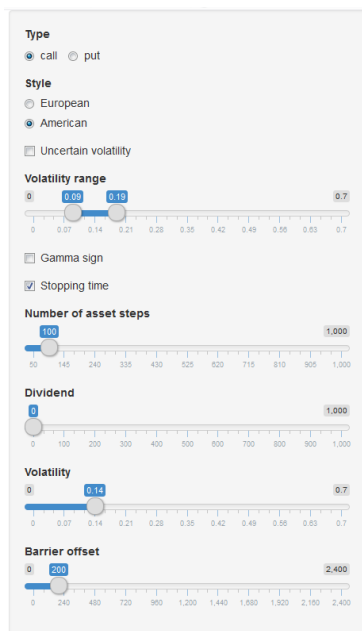 Type
call put
Style
European
American
Uncertain volatility
Volatility range
0 0.09 0.19 0.7
0 0.07 0.14 0.21 0.28 0.35 0.42 0.49 0.56 0.63 0.7
Gamma sign
Stopping time
Number of asset steps
100 1,000
50 145 240 335 430 525 620 715 810 905 1,000
Dividend
0 1,000
0 100 200 300 400 500 600 700 800 900 1,000
Volatility
0 0.14 0.7
0 0.07 0.14 0.21 0.28 0.35 0.42 0.49 0.56 0.63 0.7
Barrier offset
0 200 2,400
0 240 480 720 960 1,200 1,440 1,680 1,920 2,160 2,400